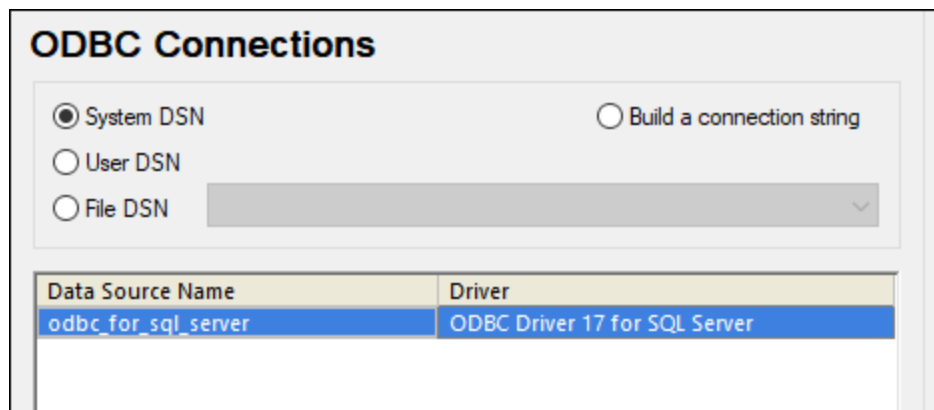 ODBC Connections
System DSN
Build a connection string
User DSN
File DSN
Data Source Name
Driver
odbc_for_sql_server
ODBC Driver 17 for SQL Server